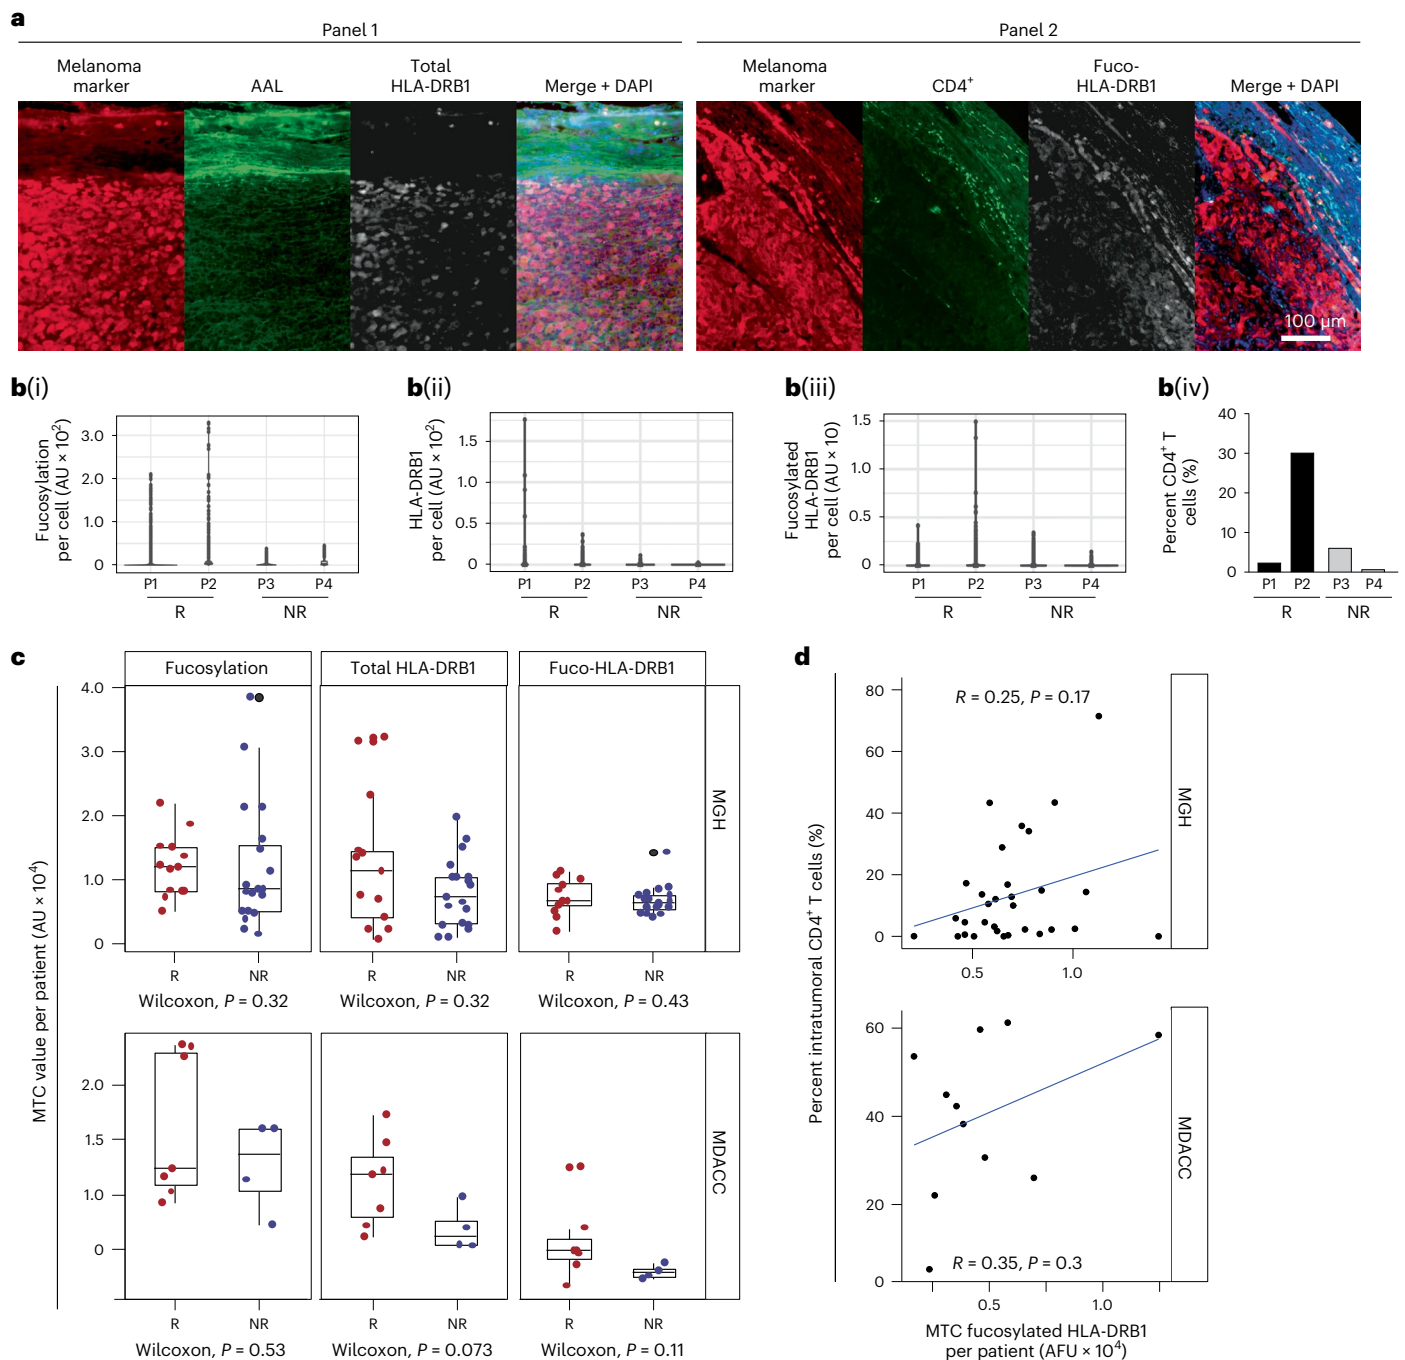 a
Panel 1
Panel 2
Melanoma marker
AAL
Total HLA-DRB1
Merge + DAPI
Melanoma marker
CD4+
Fuco-HLA-DRB1
Merge + DAPI
100 µm
b(i)
Fucosylation per cell (AU × 10²)
3.0
2.0
1.0
0
P1 P2 P3 P4
R NR
b(ii)
HLA-DRB1 per cell (AU × 10²)
1.5
1.0
0.5
0
P1 P2 P3 P4
R NR
b(iii)
Fucosylated HLA-DRB1 per cell (AU × 10)
1.5
1.0
0.5
0
P1 P2 P3 P4
R NR
b(iv)
Percent CD4+ T cells (%)
40
30
20
10
0
P1 P2 P3 P4
R NR
c
MTC value per patient (AU × 10⁴)
Fucosylation
Total HLA-DRB1
Fuco-HLA-DRB1
4.0
3.0
2.0
1.0
0
MGH
R NR R NR R NR
Wilcoxon, P = 0.32
Wilcoxon, P = 0.32
Wilcoxon, P = 0.43
2.0
1.5
1.0
0
MDACC
R NR R NR R NR
Wilcoxon, P = 0.53
Wilcoxon, P = 0.073
Wilcoxon, P = 0.11
d
Percent intratumoral CD4+ T cells (%)
R = 0.25, P = 0.17
80
60
40
20
0
0.5 1.0
MGH
60
40
20
0
R = 0.35, P = 0.3
0.5 1.0
MDACC
MTC fucosylated HLA-DRB1
per patient (AFU × 10⁴)